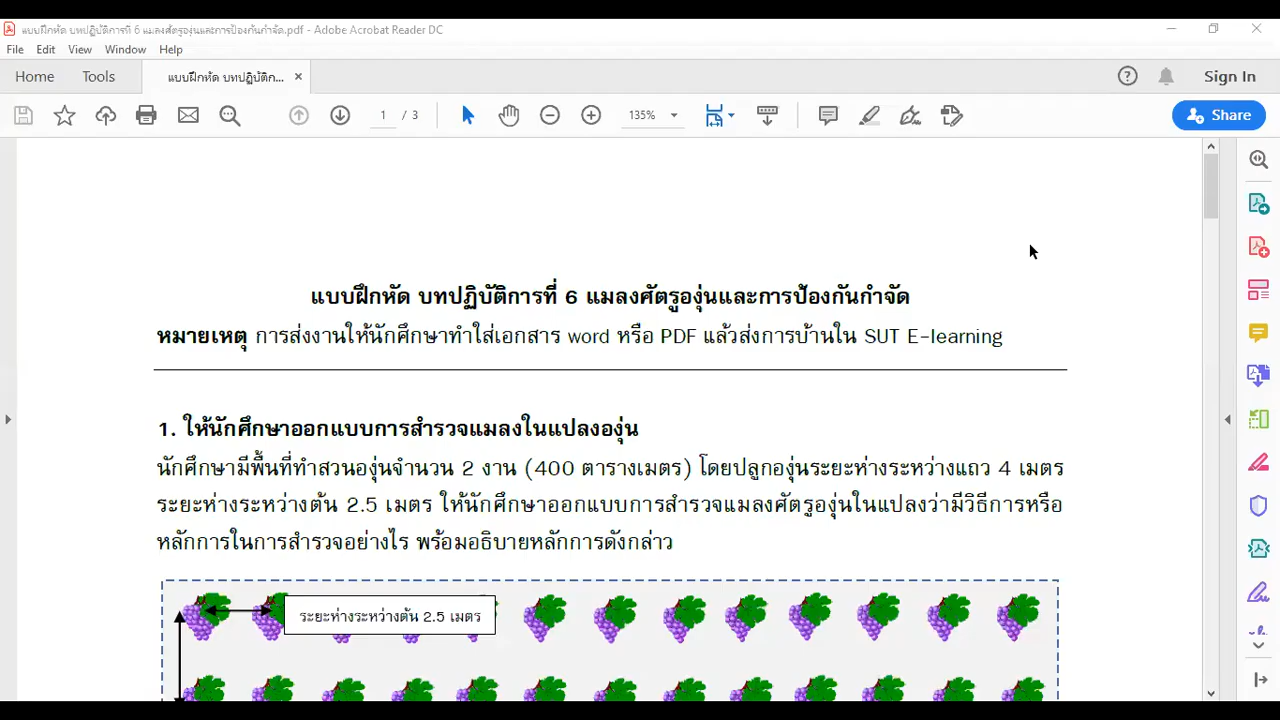 แบบฝึกหัด บทปฏิบัติการที่ 6 แมลงศัตรูองุ่นและการป้องกันกำจัด.pdf - Adobe Acrobat Reader DC
File Edit View Window Help
Home Tools แบบฝึกหัด บทปฏิบัติก... × Sign In
1 / 3 135% Share
แบบฝึกหัด บทปฏิบัติการที่ 6 แมลงศัตรูองุ่นและการป้องกันกำจัด
หมายเหตุ การส่งงานให้นักศึกษาทำใส่เอกสาร word หรือ PDF แล้วส่งการบ้านใน SUT E-learning
1. ให้นักศึกษาออกแบบการสำรวจแมลงในแปลงองุ่น
นักศึกษามีพื้นที่ทำสวนองุ่นจำนวน 2 งาน (400 ตารางเมตร) โดยปลูกองุ่นระยะห่างระหว่างแถว 4 เมตร
ระยะห่างระหว่างต้น 2.5 เมตร ให้นักศึกษาออกแบบการสำรวจแมลงศัตรูองุ่นในแปลงว่ามีวิธีการหรือ
หลักการในการสำรวจอย่างไร พร้อมอธิบายหลักการดังกล่าว
ระยะห่างระหว่างต้น 2.5 เมตร